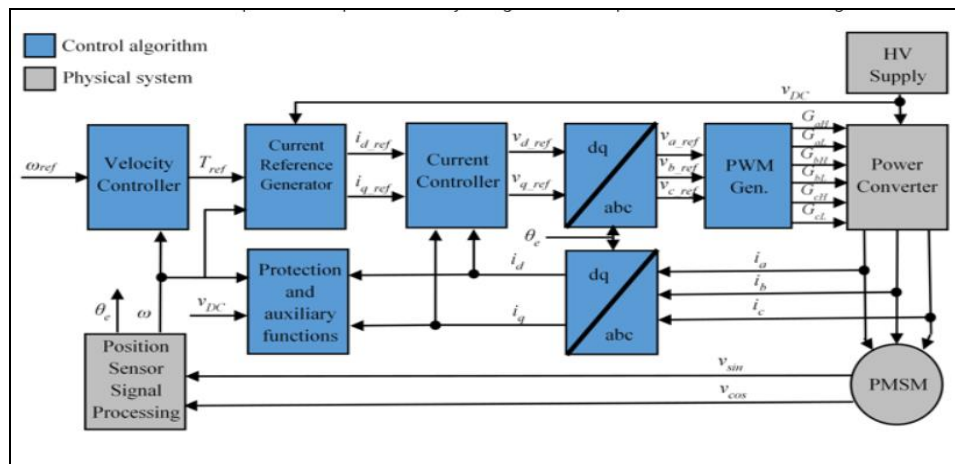 Control algorithm
Physical system
HV
Supply
v_DC
G_aH
G_aL
G_bH
G_bL
G_cH
G_cL
ω_ref
Velocity
Controller
T_ref
Current
Reference
Generator
i_d_ref
i_q_ref
Current
Controller
v_d_ref
v_q_ref
dq
abc
v_a_ref
v_b_ref
v_c_ref
PWM
Gen.
Power
Converter
θ_e
ω
v_DC
Protection
and
auxiliary
functions
i_d
i_q
θ_e
dq
abc
i_a
i_b
i_c
Position
Sensor
Signal
Processing
v_sin
v_cos
PMSM